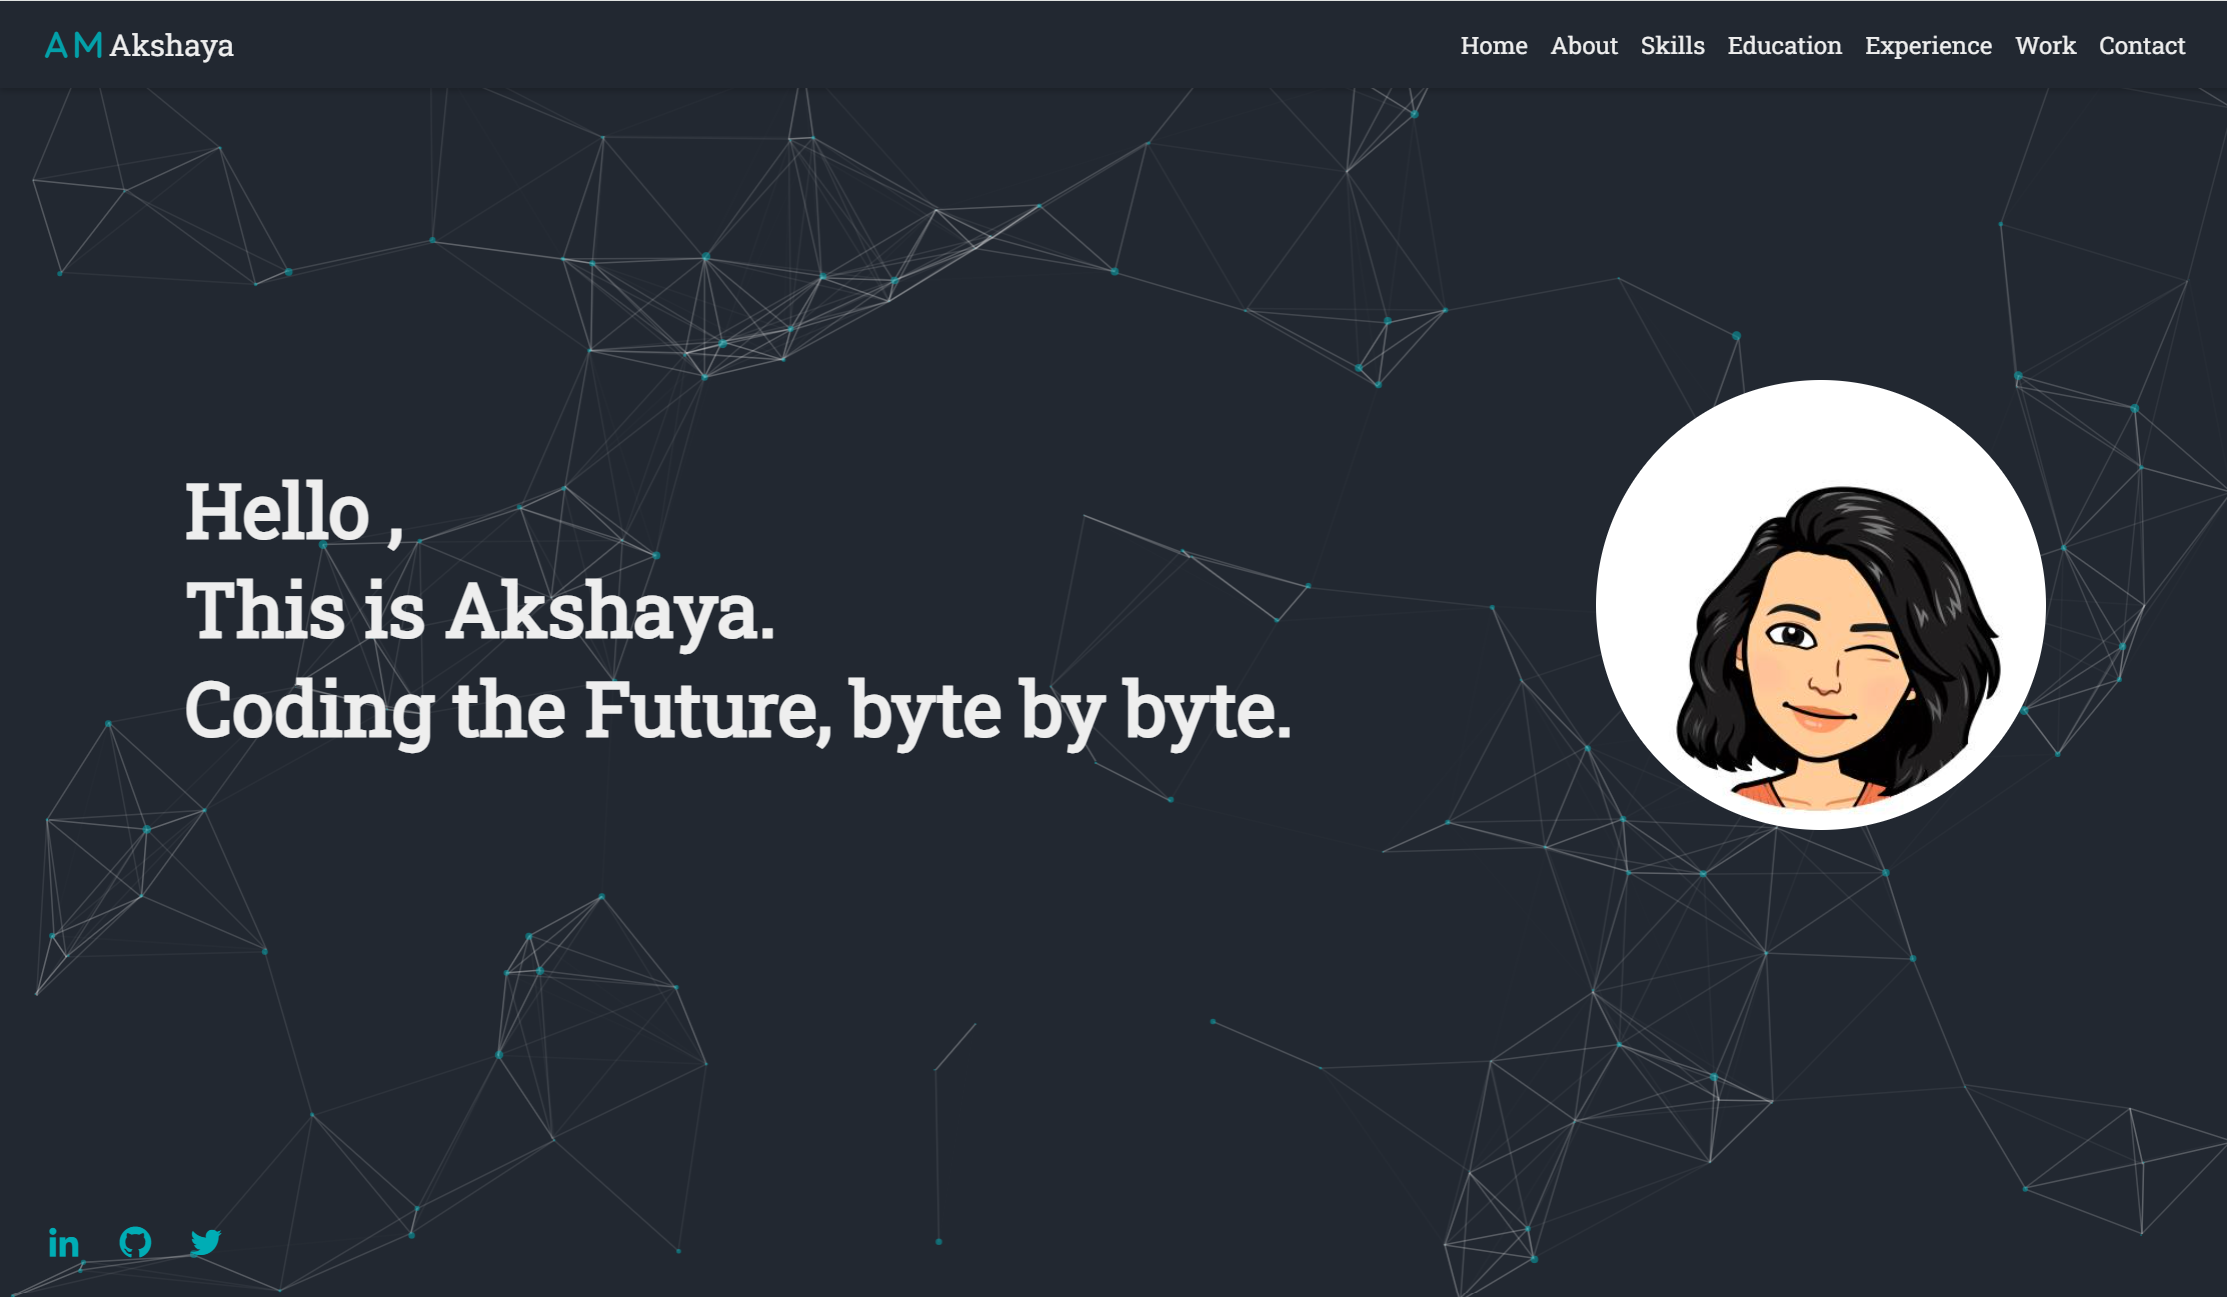 AM Akshaya
Home About Skills Education Experience Work Contact
Hello ,
This is Akshaya.
Coding the Future, byte by byte.
in